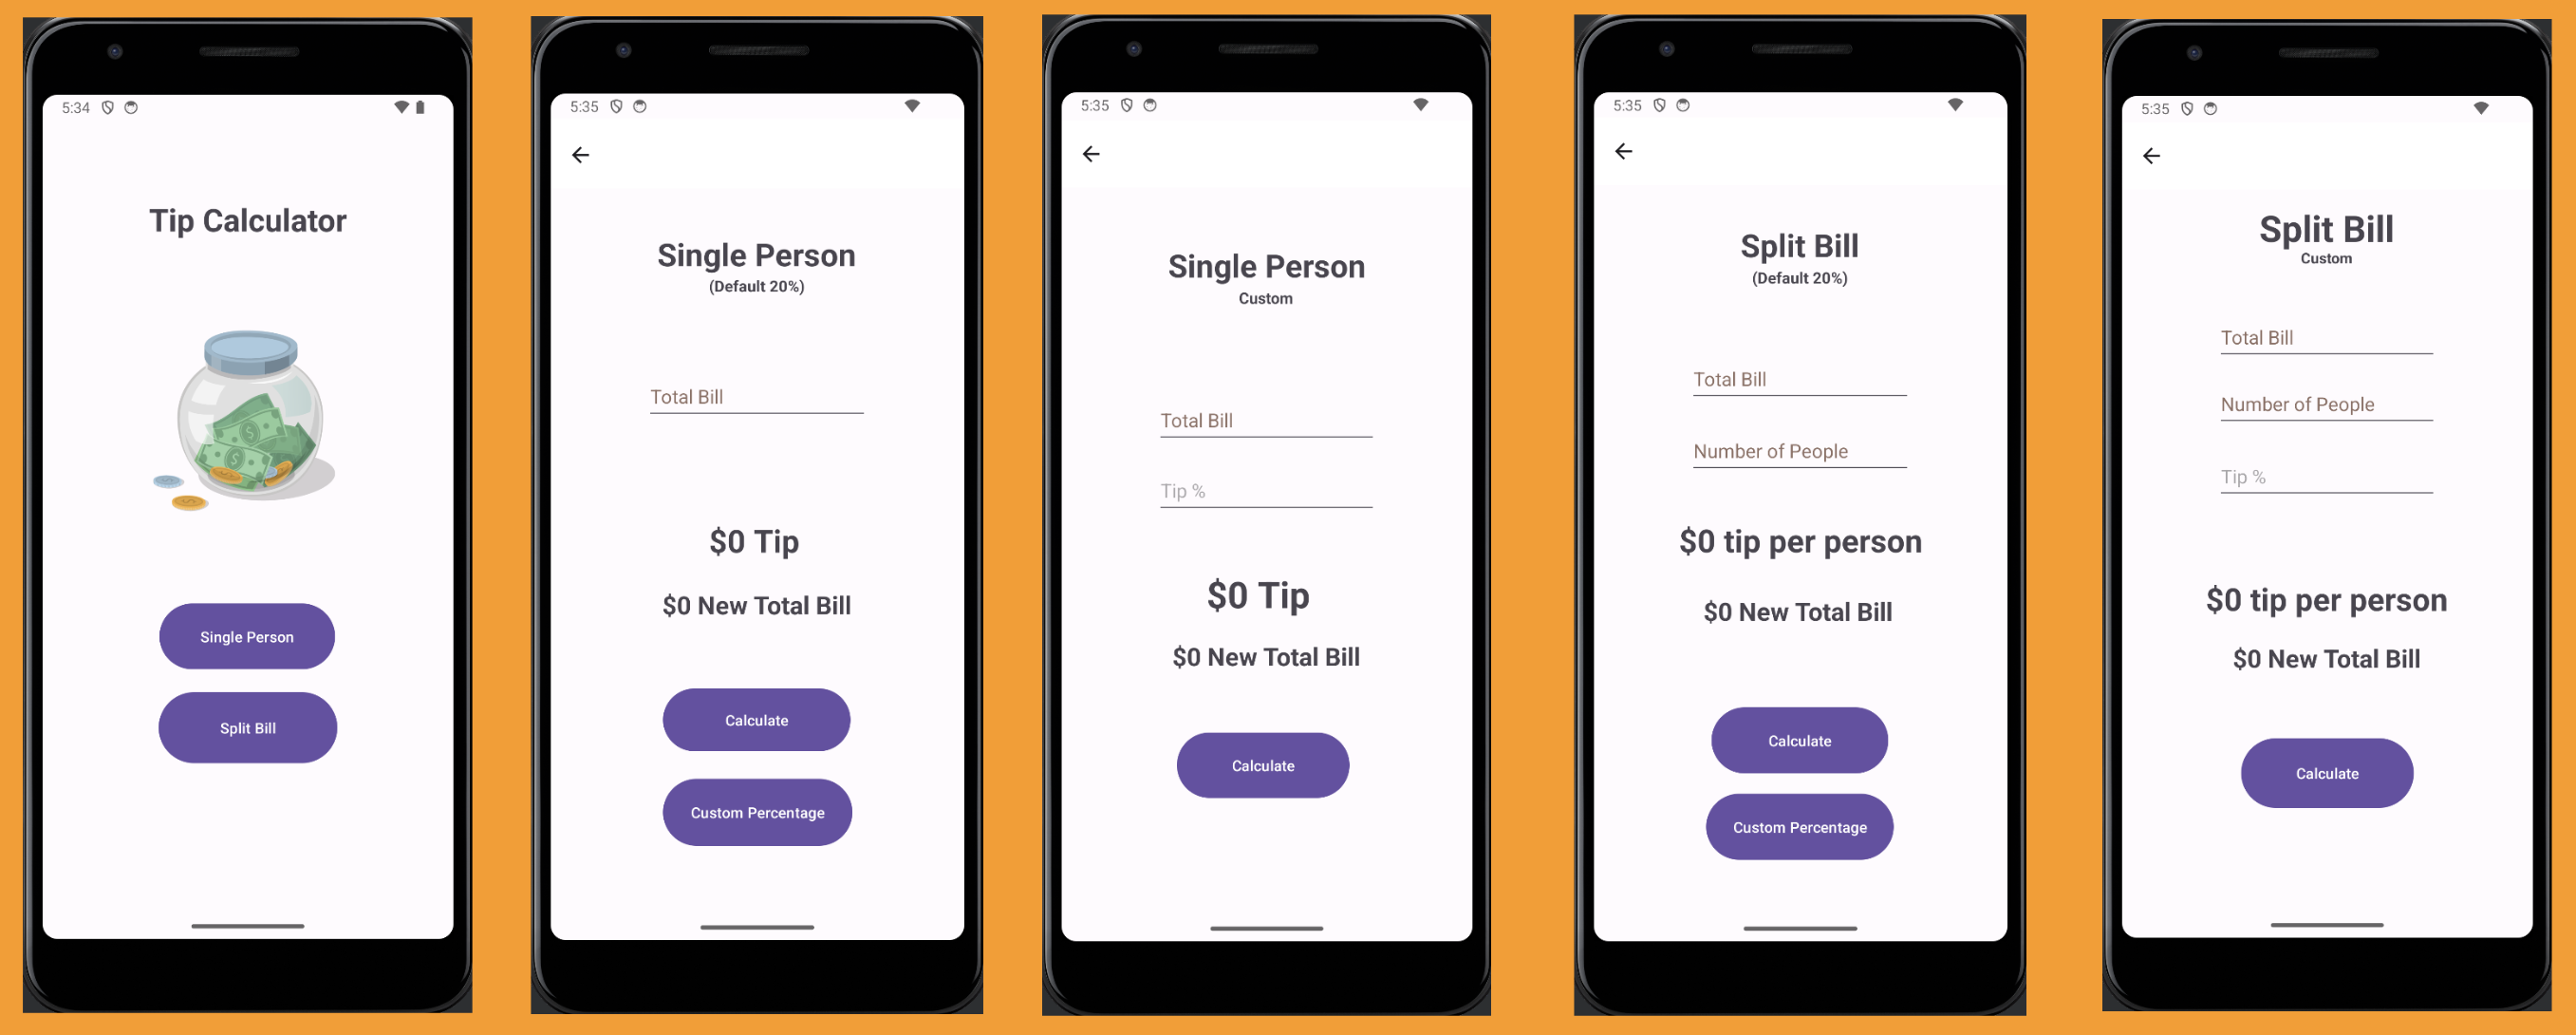 5:34
Tip Calculator
Single Person
Split Bill
5:35
Single Person
(Default 20%)
Total Bill
$0 Tip
$0 New Total Bill
Calculate
Custom Percentage
5:35
Single Person
Custom
Total Bill
Tip %
$0 Tip
$0 New Total Bill
Calculate
5:35
Split Bill
(Default 20%)
Total Bill
Number of People
$0 tip per person
$0 New Total Bill
Calculate
Custom Percentage
5:35
Split Bill
Custom
Total Bill
Number of People
Tip %
$0 tip per person
$0 New Total Bill
Calculate